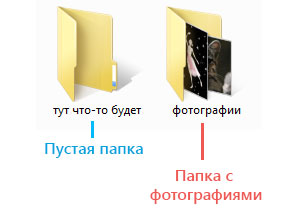 тут что-то будет
фотографии
Пустая папка
Папка с
фотографиями